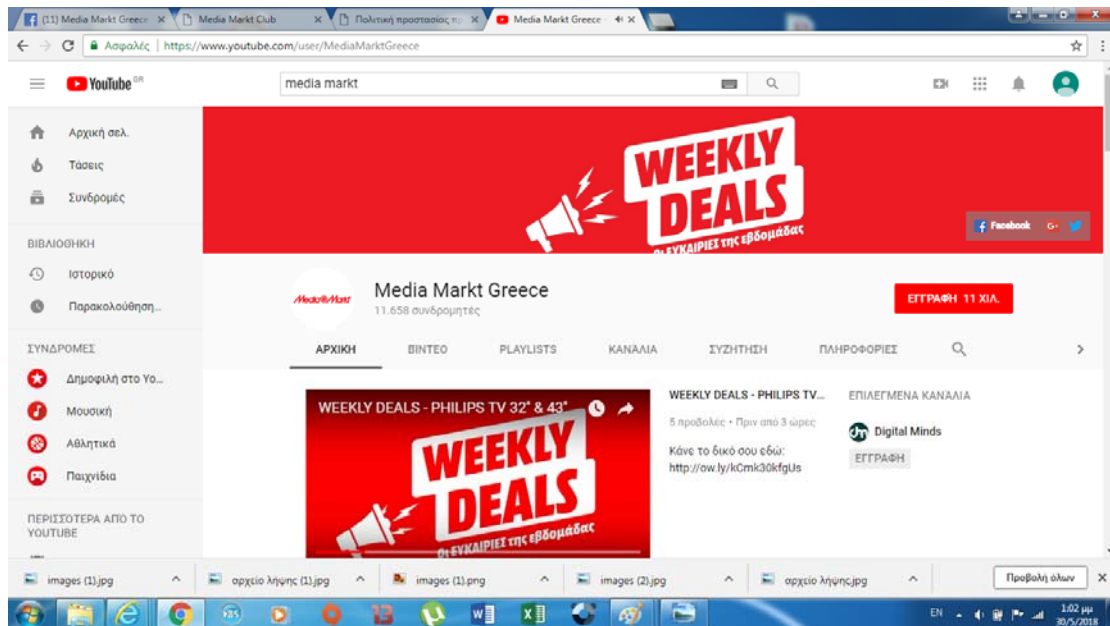 (11) Media Markt Greece
Media Markt Club
Πολιτική προστασίας πρ
Media Markt Greece -
Ασφαλές | https://www.youtube.com/user/MediaMarktGreece
YouTube GR
media markt
Αρχική σελ.
Τάσεις
Συνδρομές
ΒΙΒΛΙΟΘΗΚΗ
Ιστορικό
Παρακολούθηση...
ΣΥΝΔΡΟΜΕΣ
Δημοφιλή στο Yo...
Μουσική
Αθλητικά
Παιχνίδια
ΠΕΡΙΣΣΟΤΕΡΑ ΑΠΟ ΤΟ
YOUTUBE
WEEKLY
DEALS
ΟΙ ΕΥΚΑΙΡΙΕΣ της εβδομάδας
Facebook
G+
Media Markt
Media Markt Greece
11.658 συνδρομητές
ΕΓΓΡΑΦΗ 11 ΧΙΛ.
ΑΡΧΙΚΗ
ΒΙΝΤΕΟ
PLAYLISTS
ΚΑΝΑΛΙΑ
ΣΥΖΗΤΗΣΗ
ΠΛΗΡΟΦΟΡΙΕΣ
WEEKLY DEALS - PHILIPS TV 32" & 43"
WEEKLY
DEALS
Οι ΕΥΚΑΙΡΙΕΣ της εβδομάδας
WEEKLY DEALS - PHILIPS TV...
5 προβολές • Πριν από 3 ώρες
Κάνε το δικό σου εδώ:
http://ow.ly/kCmk30kfgUs
ΕΠΙΛΕΓΜΕΝΑ ΚΑΝΑΛΙΑ
Digital Minds
ΕΓΓΡΑΦΗ
images (1).jpg
αρχείο λήψης (1).jpg
images (1).png
images (2).jpg
αρχείο λήψης.jpg
Προβολή όλων
EN
1:02 μμ
30/5/2018